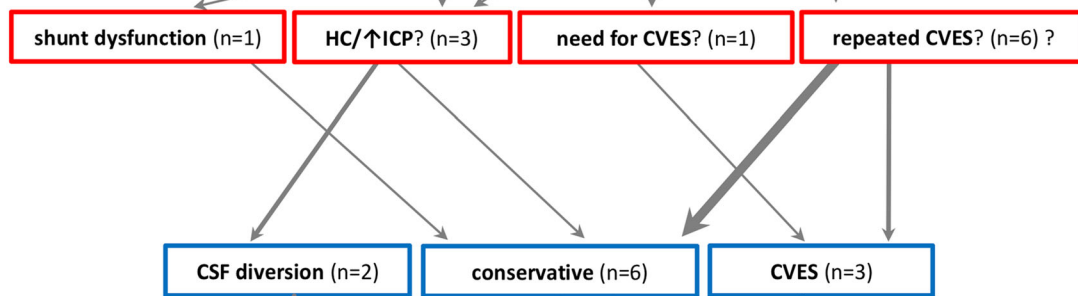 shunt dysfunction (n=1)
HC/↑ICP? (n=3)
need for CVES? (n=1)
repeated CVES? (n=6) ?
CSF diversion (n=2)
conservative (n=6)
CVES (n=3)